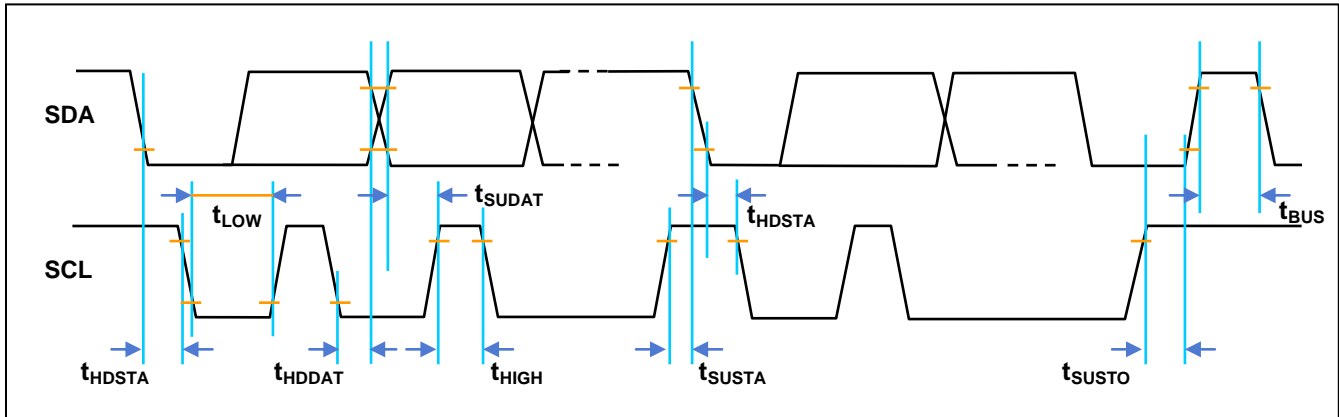 SDA
tSUDAT
tLOW
tHDSTA
tBUS
SCL
tHDSTA
tHDDAT
tHIGH
tSUSTA
tSUSTO